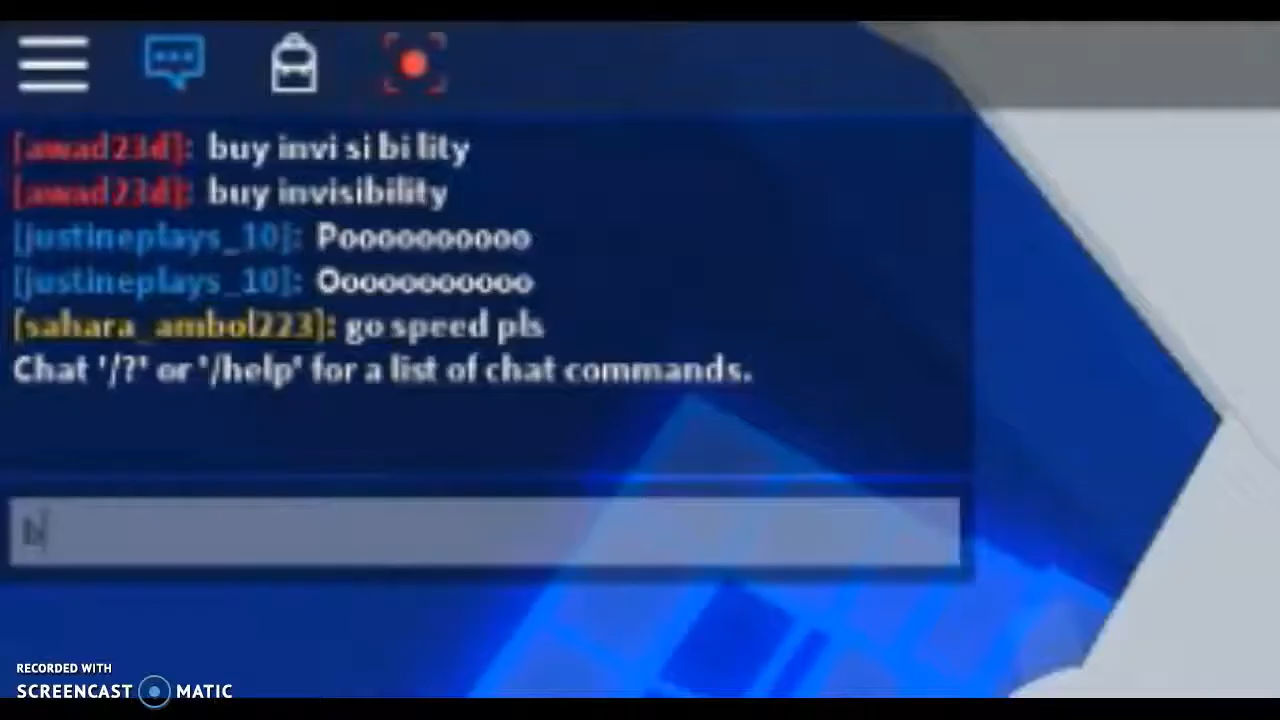 [awad23d]: buy invi si bi lity
[awad23d]: buy invisibility
[justineplays_10]: Poooooooooo
[justineplays_10]: Ooooooooooo
[sahara_ambol223]: go speed pls
Chat '/?' or '/help' for a list of chat commands.
b
RECORDED WITH
SCREENCAST MATIC